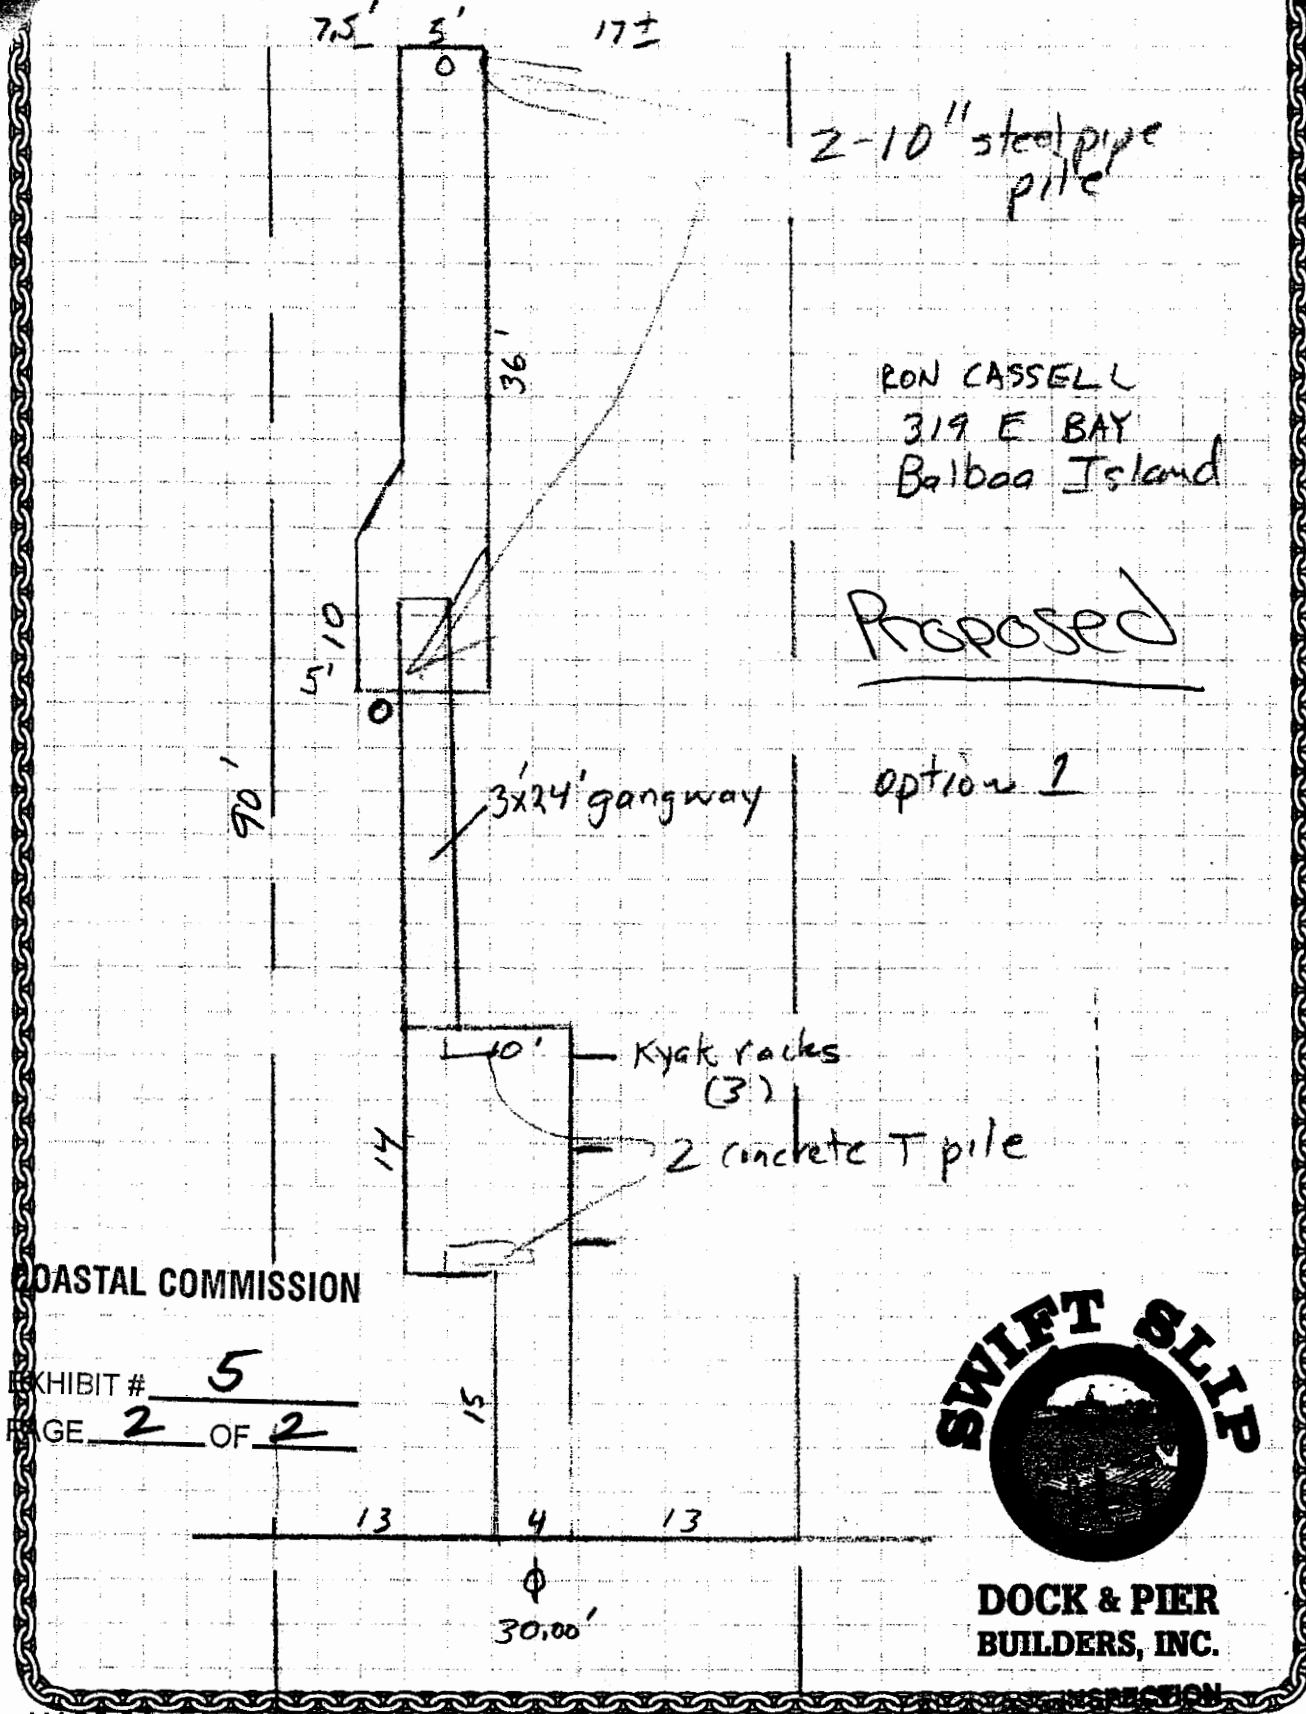 7,5' 5' 17±
O
2-10" steel pipe
pile
36'
RON CASSELL
319 E BAY
Balboa Island
Proposed
5'-10
O
option 1
90'
3'x24' gangway
10'
Kyak racks
(3)
14
2 concrete T pile
COASTAL COMMISSION
EXHIBIT # 5
PAGE 2 OF 2
15
13 4 13
30.00'
SWIFT SLIP
DOCK & PIER
BUILDERS, INC.
INSPECTION